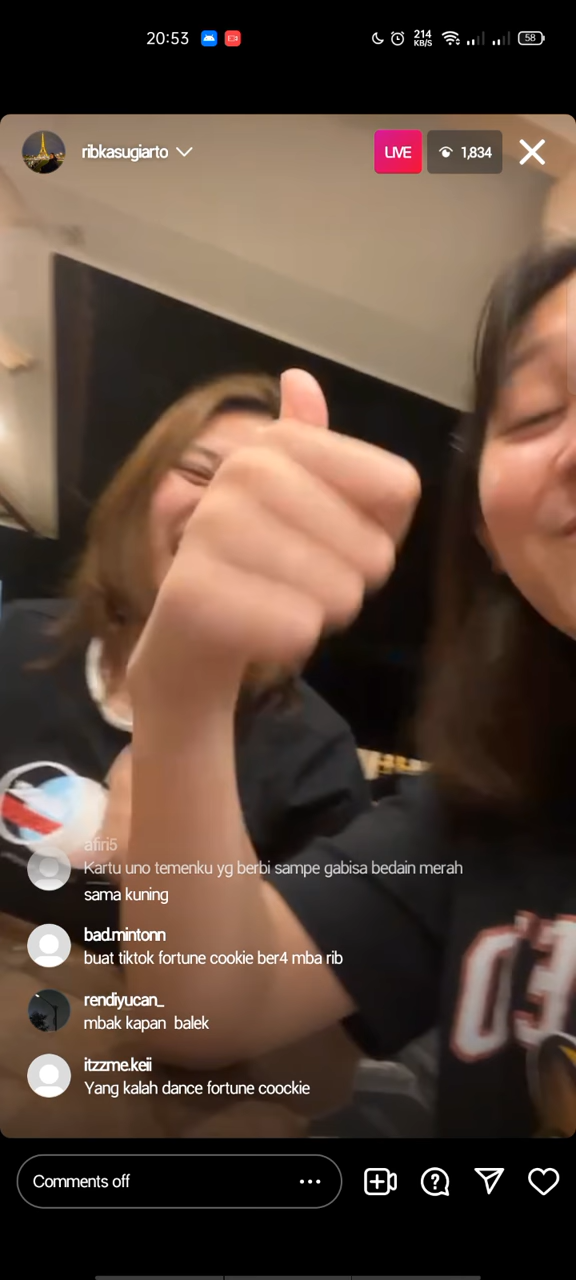 20:53
214
KB/S
58
ribkasugiarto
LIVE
1,834
afiri5
Kartu uno temenku yg berbi sampe gabisa bedain merah
sama kuning
bad.mintonn
buat tiktok fortune cookie ber4 mba rib
rendiyucan_
mbak kapan balek
itzzme.keii
Yang kalah dance fortune coockie
Comments off